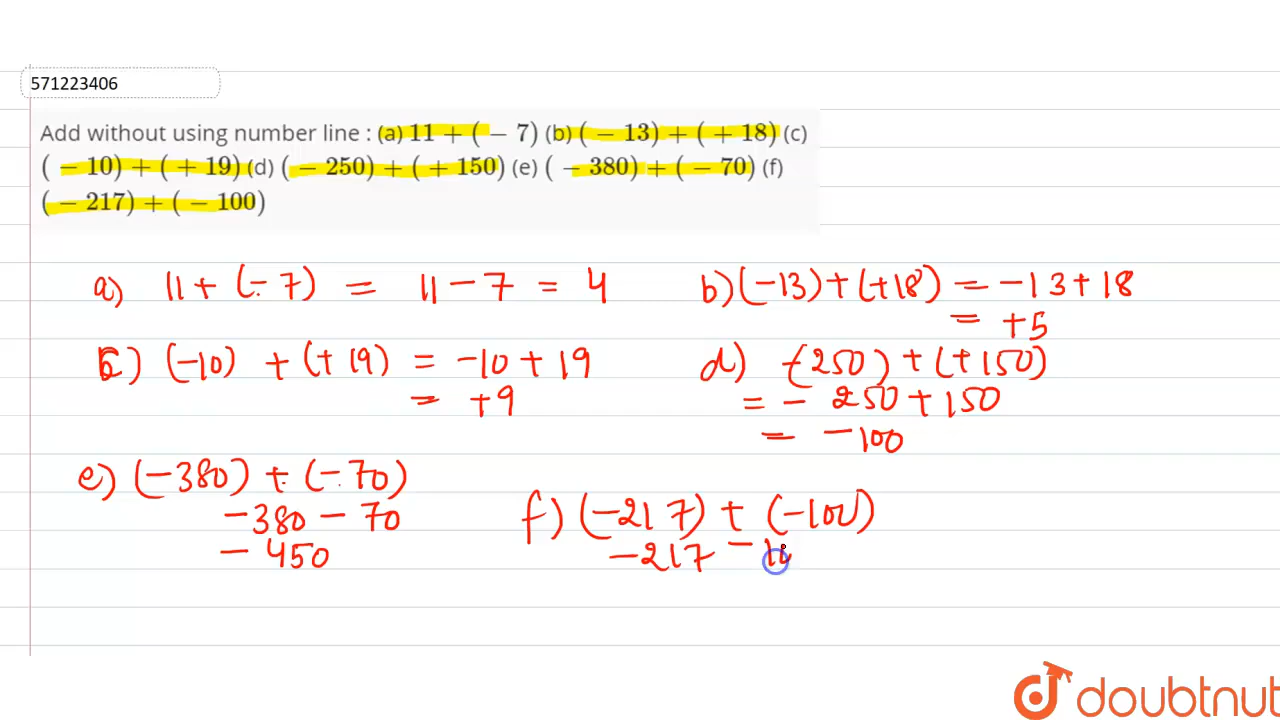 571223406
Add without using number line : (a) 11 + ( − 7) (b) ( − 13) + ( + 18) (c)
( − 10) + ( + 19) (d) ( − 250) + ( + 150) (e) ( − 380) + ( − 70) (f)
( − 217) + ( − 100)
a) 11 + (- 7) = 11 - 7 = 4
b) (-13) + (+18) = -13 + 18
= +5
c) (-10) + (+ 19) = -10 + 19
= +9
d) (-250) + (+150)
= - 250 + 150
= -100
e) (-380) + (- 70)
-380 - 70
- 450
f) (-217) + (-100)
-217 -
doubtnut